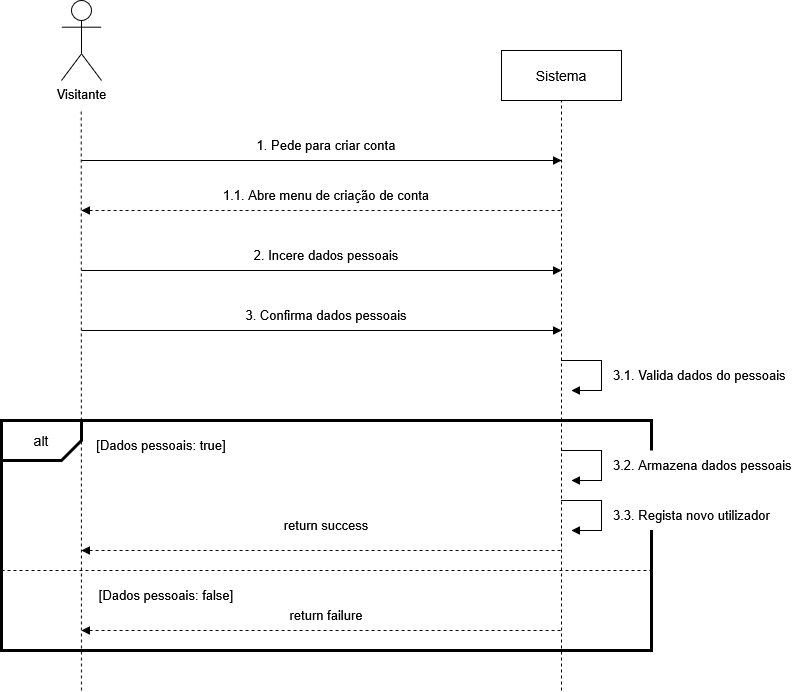 Visitante
Sistema
1. Pede para criar conta
1.1. Abre menu de criação de conta
2. Incere dados pessoais
3. Confirma dados pessoais
3.1. Valida dados do pessoais
alt
[Dados pessoais: true]
3.2. Armazena dados pessoais
3.3. Regista novo utilizador
return success
[Dados pessoais: false]
return failure